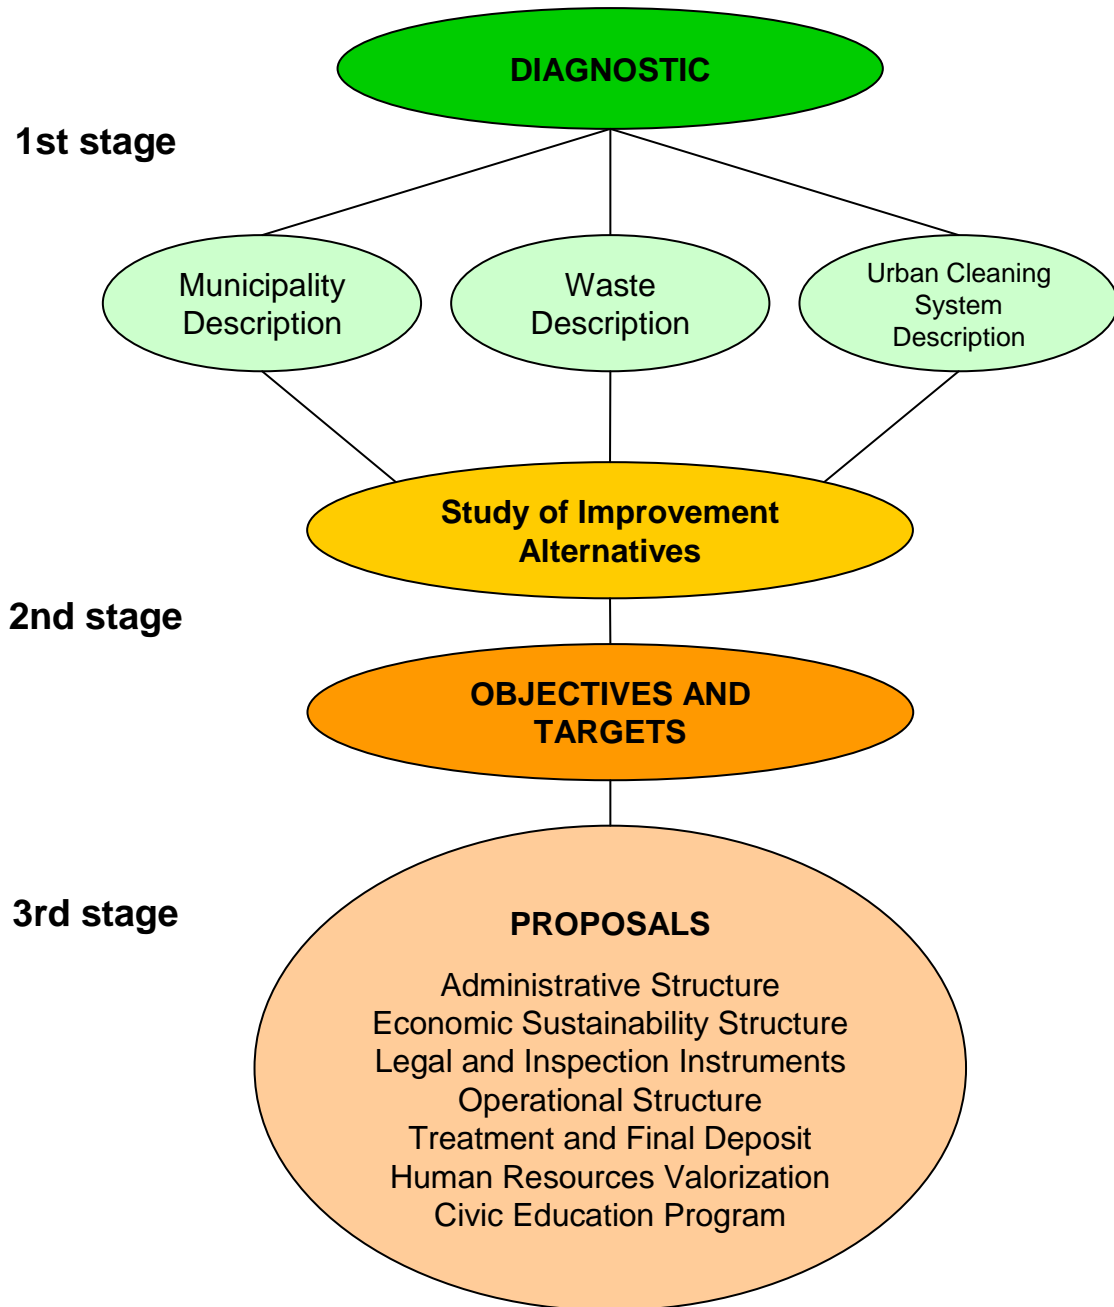 DIAGNOSTIC
1st stage
Municipality
Description
Waste
Description
Urban Cleaning
System
Description
Study of Improvement
Alternatives
2nd stage
OBJECTIVES AND
TARGETS
3rd stage
PROPOSALS
Administrative Structure
Economic Sustainability Structure
Legal and Inspection Instruments
Operational Structure
Treatment and Final Deposit
Human Resources Valorization
Civic Education Program